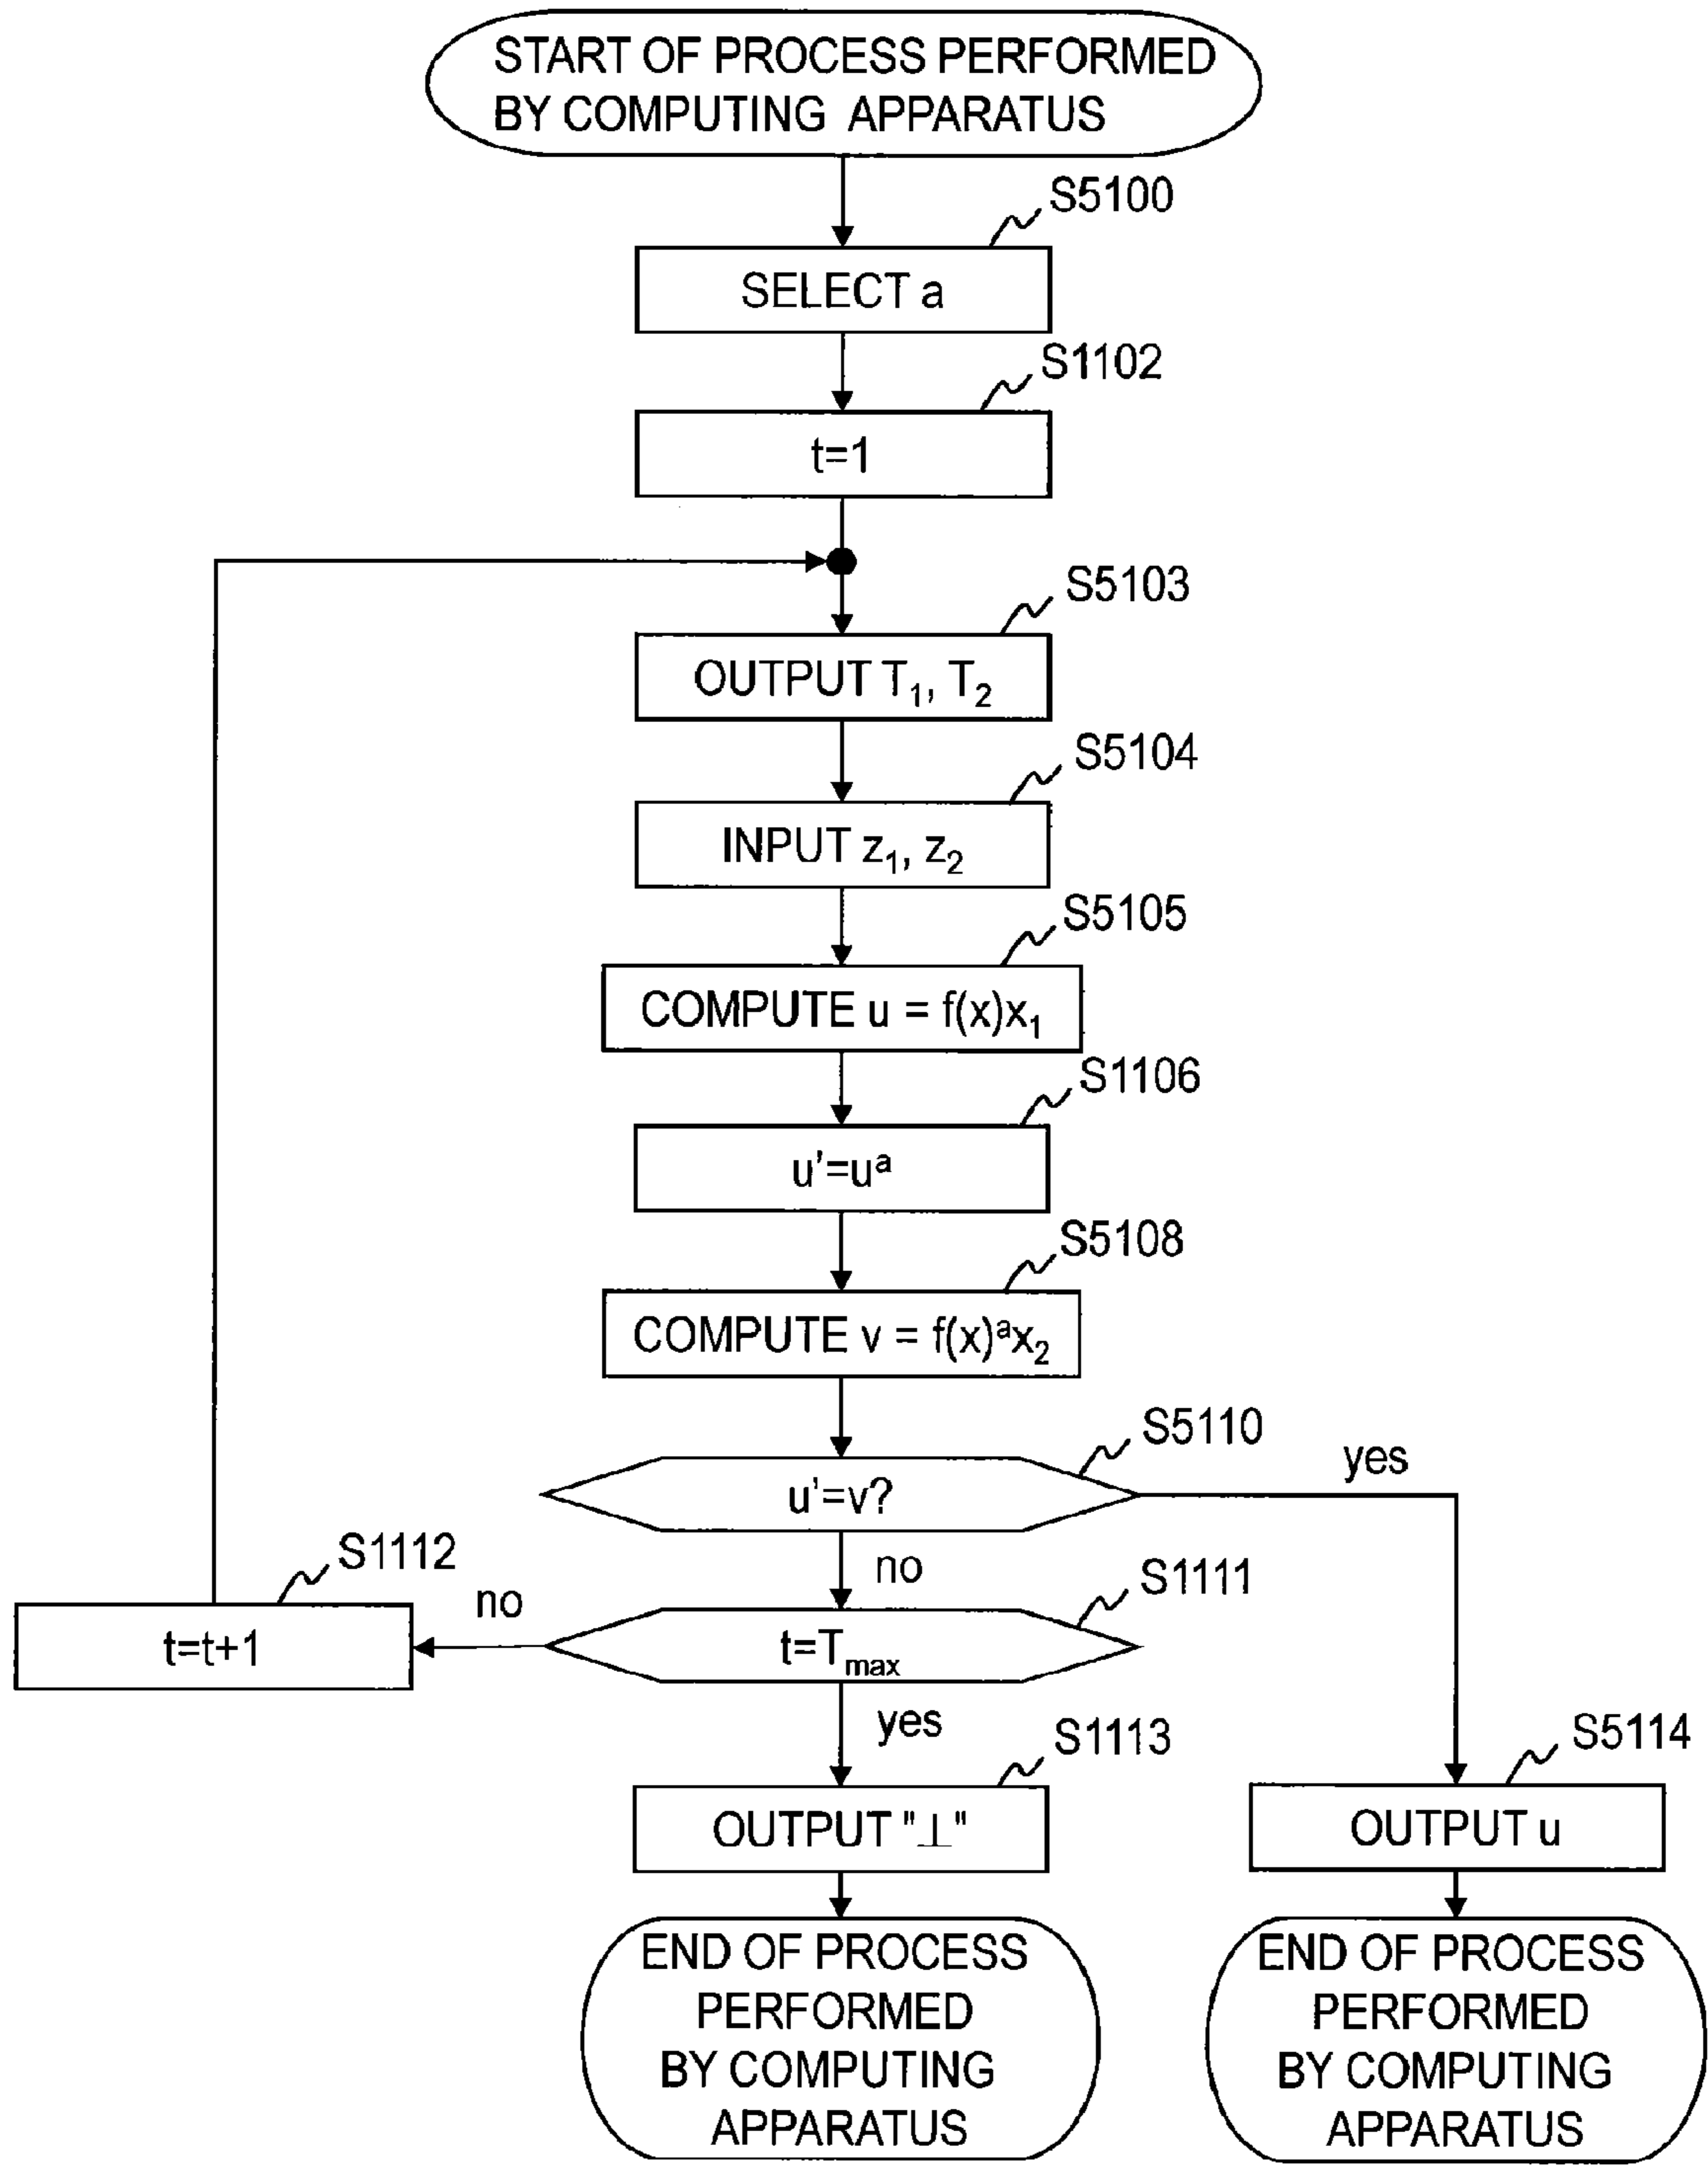 START OF PROCESS PERFORMED
BY COMPUTING APPARATUS
S5100
SELECT a
S1102
t=1
S5103
OUTPUT T₁, T₂
S5104
INPUT z₁, z₂
S5105
COMPUTE u = f(x)x₁
S1106
u'=uᵃ
S5108
COMPUTE v = f(x)ᵃx₂
S5110
yes
u'=v?
no
S1111
S1112
no
t=t+1
t=Tₘₐₓ
yes
S1113
S5114
OUTPUT "⊥"
OUTPUT u
END OF PROCESS
PERFORMED
BY COMPUTING
APPARATUS
END OF PROCESS
PERFORMED
BY COMPUTING
APPARATUS